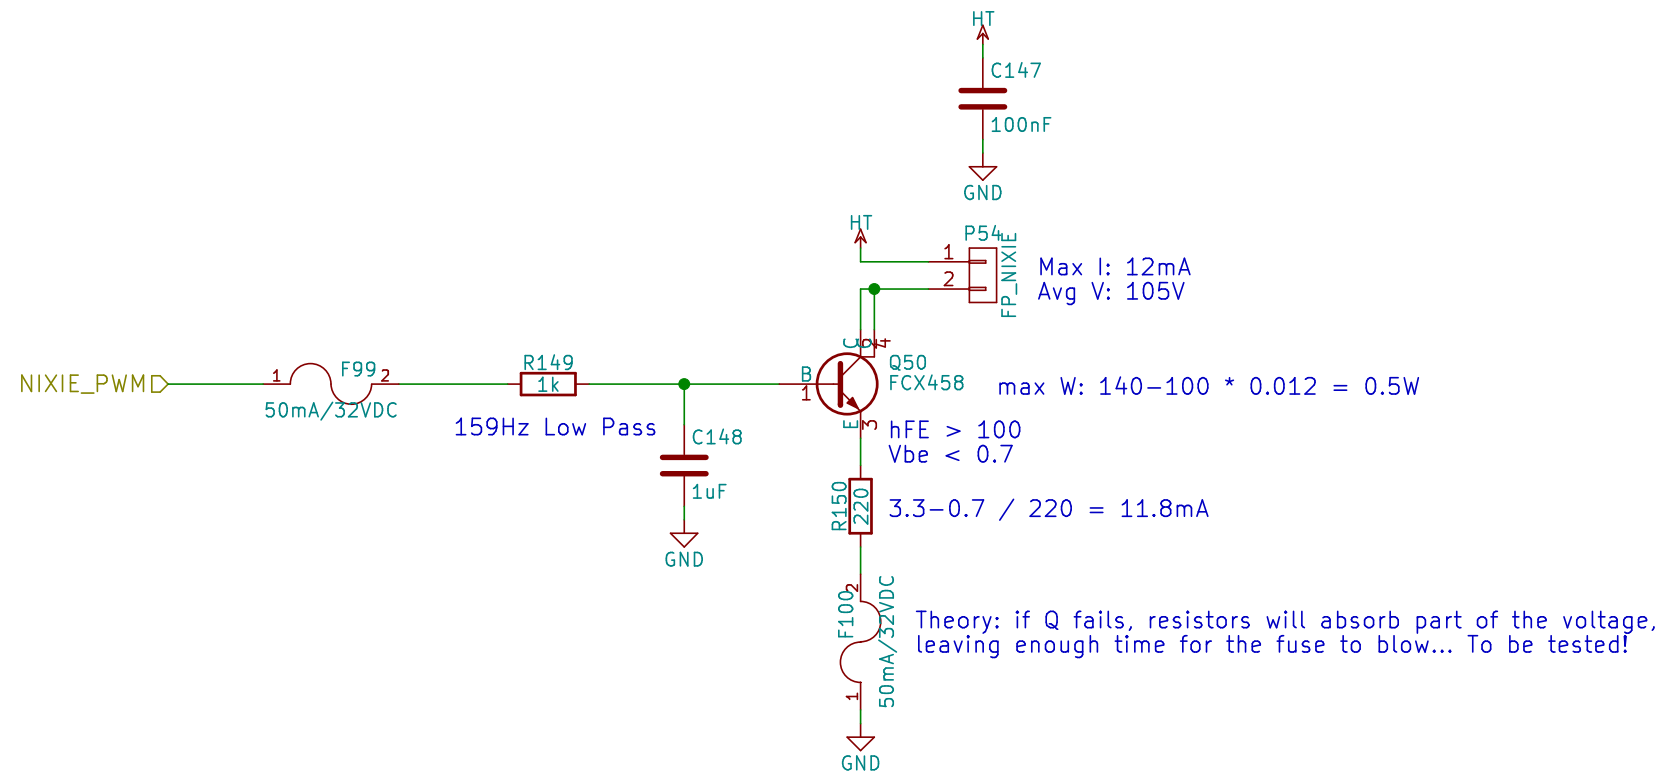 HT
C147
100nF
GND
HT
P54
1
2
FP_NIXIE
Max I: 12mA
Avg V: 105V
NIXIE_PWM
1
F99
2
50mA/32VDC
R149
1k
159Hz Low Pass
C148
1uF
GND
B
1
C
4
Q50
FCX458
max W: 140-100 * 0.012 = 0.5W
E
3
hFE > 100
Vbe < 0.7
R150
220
3.3-0.7 / 220 = 11.8mA
2
F100
50mA/32VDC
1
Theory: if Q fails, resistors will absorb part of the voltage,
leaving enough time for the fuse to blow... To be tested!
GND